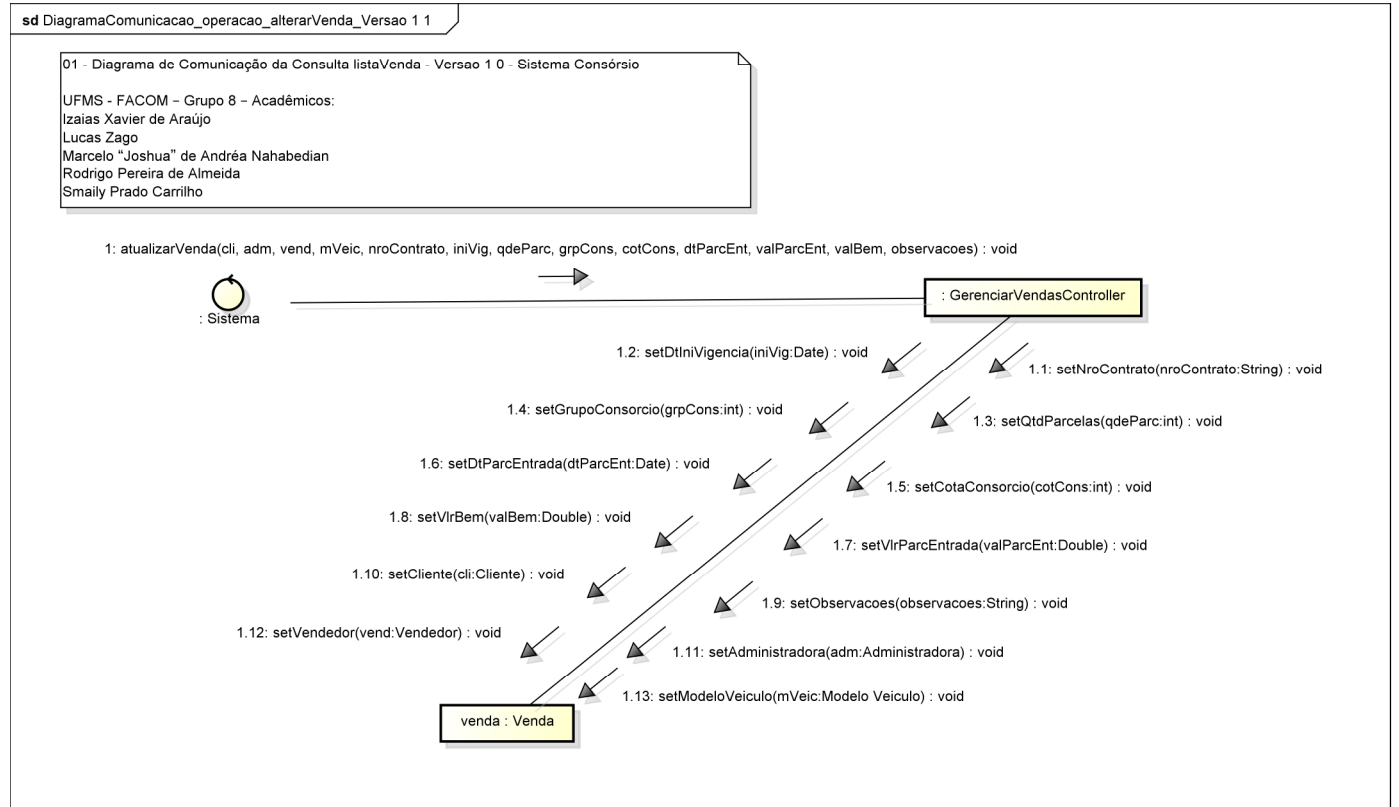 sd DiagramaComunicacao_operacao_alterarVenda_Versao 1 1
01 - Diagrama de Comunicação da Consulta listaVenda - Versao 1 0 - Sistema Consórsio
UFMS - FACOM – Grupo 8 – Acadêmicos:
Izaias Xavier de Araújo
Lucas Zago
Marcelo “Joshua” de Andréa Nahabedian
Rodrigo Pereira de Almeida
Smaily Prado Carrilho
1: atualizarVenda(cli, adm, vend, mVeic, nroContrato, iniVig, qdeParc, grpCons, cotCons, dtParcEnt, valParcEnt, valBem, observacoes) : void
: Sistema
: GerenciarVendasController
1.2: setDtIniVigencia(iniVig:Date) : void
1.1: setNroContrato(nroContrato:String) : void
1.4: setGrupoConsorcio(grpCons:int) : void
1.3: setQtdParcelas(qdeParc:int) : void
1.6: setDtParcEntrada(dtParcEnt:Date) : void
1.5: setCotaConsorcio(cotCons:int) : void
1.8: setVlrBem(valBem:Double) : void
1.7: setVlrParcEntrada(valParcEnt:Double) : void
1.10: setCliente(cli:Cliente) : void
1.9: setObservacoes(observacoes:String) : void
1.12: setVendedor(vend:Vendedor) : void
1.11: setAdministradora(adm:Administradora) : void
1.13: setModeloVeiculo(mVeic:Modelo Veiculo) : void
venda : Venda